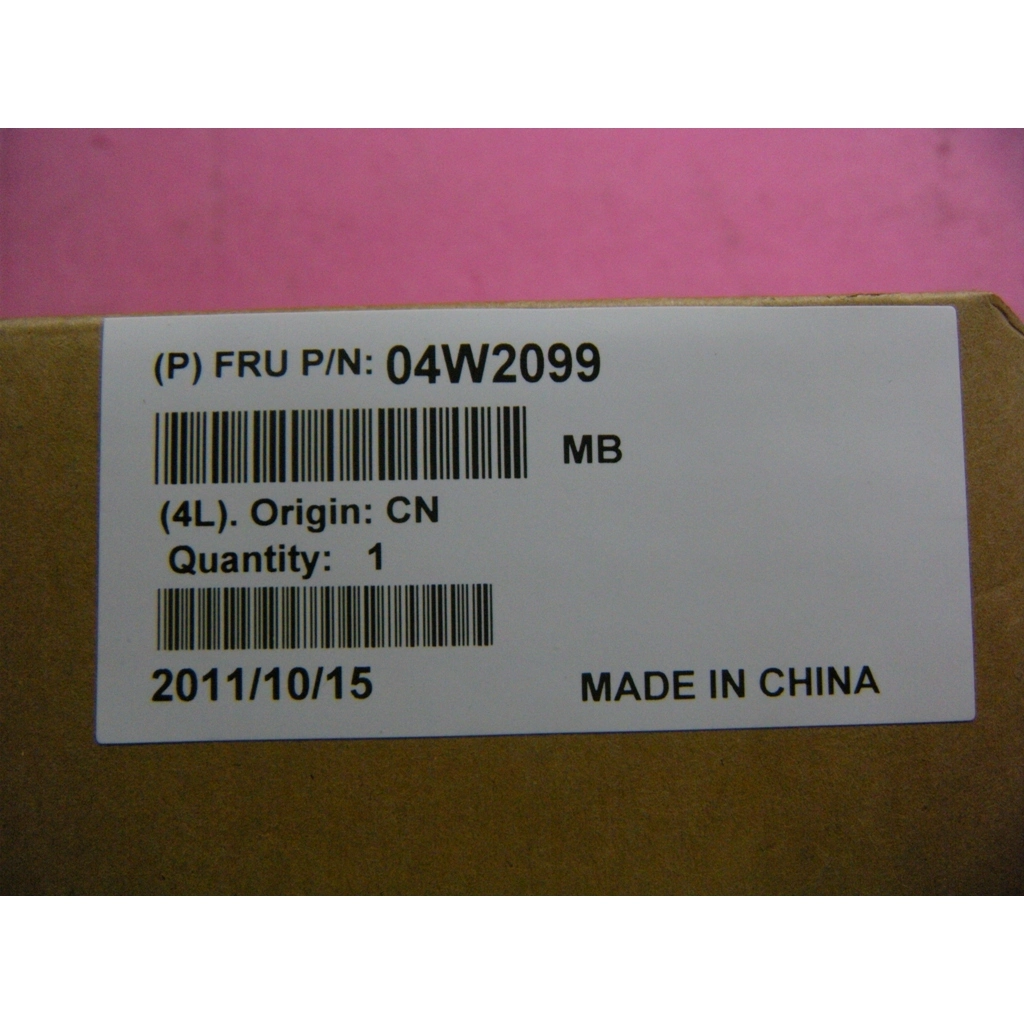 (P) FRU P/N: 04W2099
MB
(4L). Origin: CN
Quantity: 1
2011/10/15
MADE IN CHINA